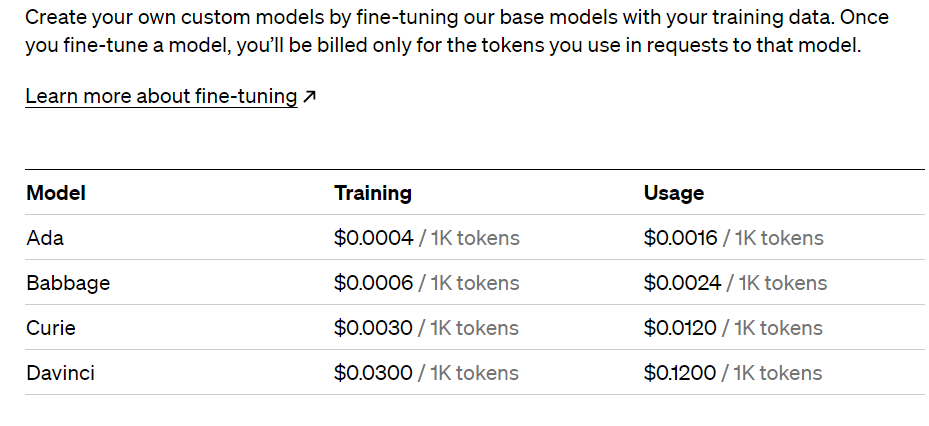 Create your own custom models by fine-tuning our base models with your training data. Once
you fine-tune a model, you’ll be billed only for the tokens you use in requests to that model.
Learn more about fine-tuning ↗
Model Training Usage
Ada $0.0004 / 1K tokens $0.0016 / 1K tokens
Babbage $0.0006 / 1K tokens $0.0024 / 1K tokens
Curie $0.0030 / 1K tokens $0.0120 / 1K tokens
Davinci $0.0300 / 1K tokens $0.1200 / 1K tokens